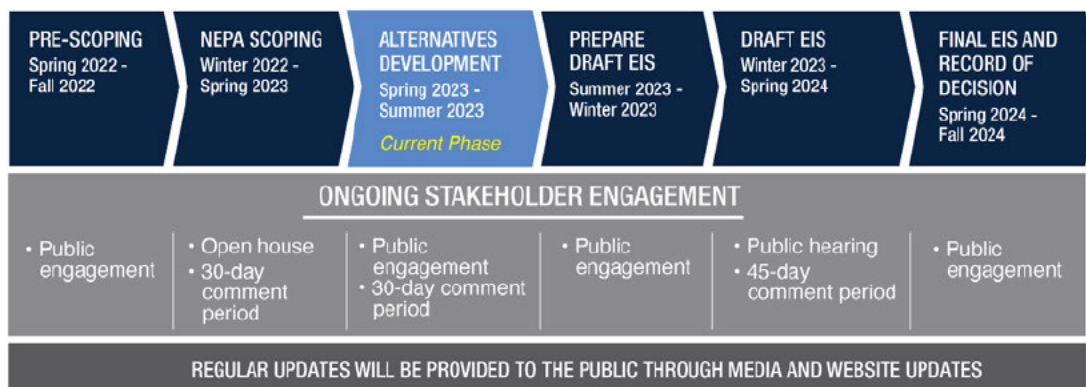 PRE-SCOPING
Spring 2022 -
Fall 2022
NEPA SCOPING
Winter 2022 -
Spring 2023
ALTERNATIVES
DEVELOPMENT
Spring 2023 -
Summer 2023
Current Phase
PREPARE
DRAFT EIS
Summer 2023 -
Winter 2023
DRAFT EIS
Winter 2023 -
Spring 2024
FINAL EIS AND
RECORD OF
DECISION
Spring 2024 -
Fall 2024
ONGOING STAKEHOLDER ENGAGEMENT
• Public
engagement
• Open house
• 30-day
comment
period
• Public
engagement
• 30-day comment
period
• Public
engagement
• Public hearing
• 45-day
comment period
• Public
engagement
REGULAR UPDATES WILL BE PROVIDED TO THE PUBLIC THROUGH MEDIA AND WEBSITE UPDATES